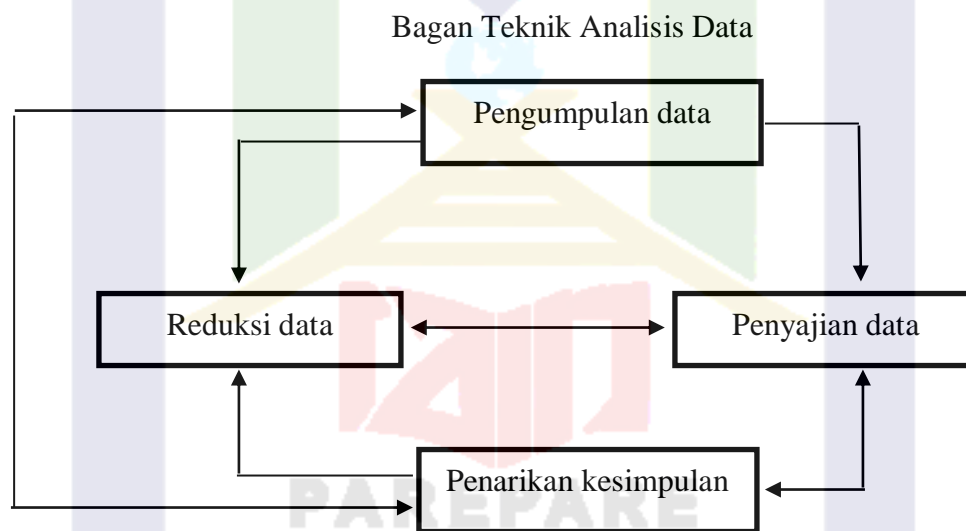 Bagan Teknik Analisis Data
Pengumpulan data
Reduksi data
Penyajian data
Penarikan kesimpulan
PAREPARE